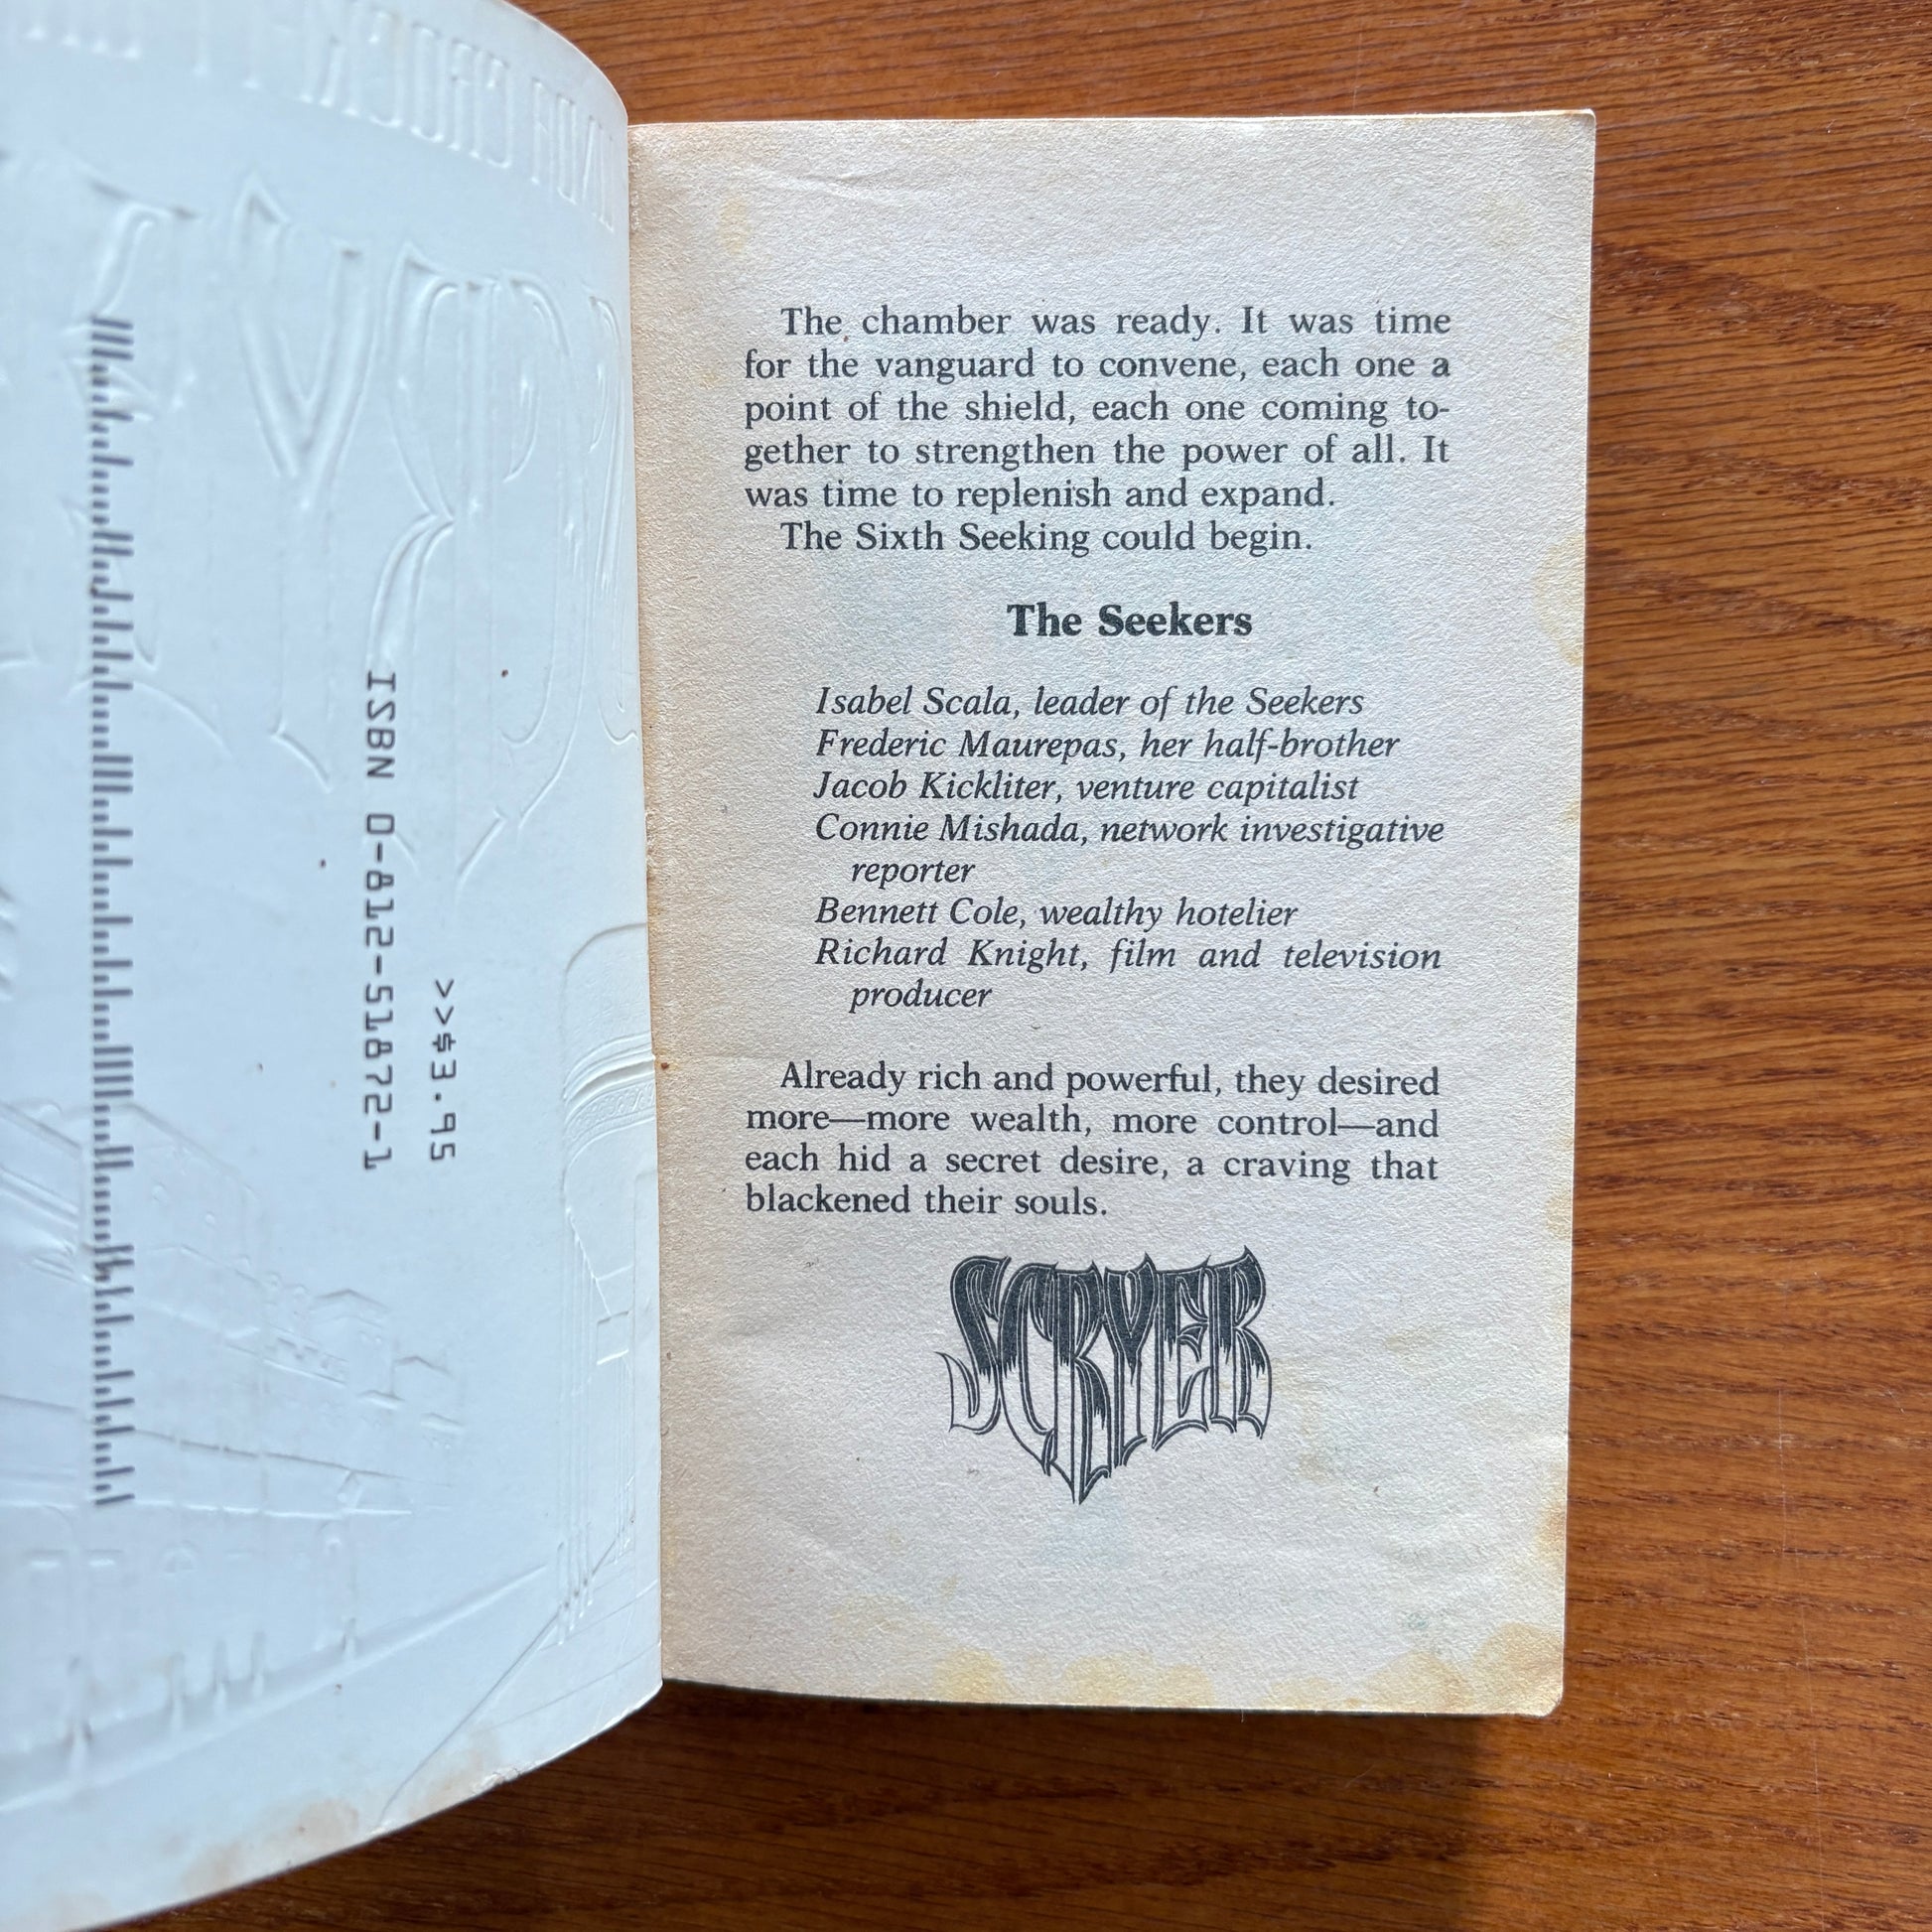 ISBN 0-812-51872-1
>>$3.95
The chamber was ready. It was time
for the vanguard to convene, each one a
point of the shield, each one coming to-
gether to strengthen the power of all. It
was time to replenish and expand.
The Sixth Seeking could begin.
The Seekers
Isabel Scala, leader of the Seekers
Frederic Maurepas, her half-brother
Jacob Kickliter, venture capitalist
Connie Mishada, network investigative
reporter
Bennett Cole, wealthy hotelier
Richard Knight, film and television
producer
Already rich and powerful, they desired
more—more wealth, more control—and
each hid a secret desire, a craving that
blackened their souls.
SCRYER